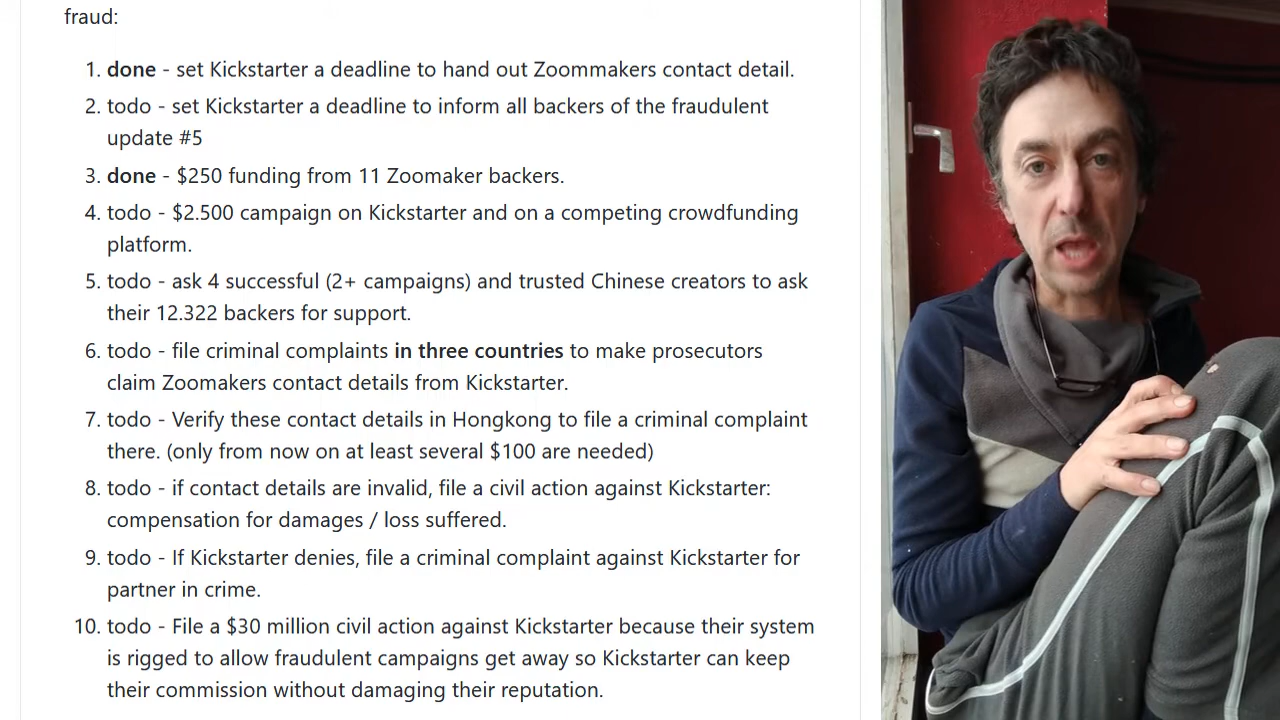 fraud:
1. done - set Kickstarter a deadline to hand out Zoommakers contact detail.
2. todo - set Kickstarter a deadline to inform all backers of the fraudulent
update #5
3. done - $250 funding from 11 Zoomaker backers.
4. todo - $2.500 campaign on Kickstarter and on a competing crowdfunding
platform.
5. todo - ask 4 successful (2+ campaigns) and trusted Chinese creators to ask
their 12.322 backers for support.
6. todo - file criminal complaints in three countries to make prosecutors
claim Zoomakers contact details from Kickstarter.
7. todo - Verify these contact details in Hongkong to file a criminal complaint
there. (only from now on at least several $100 are needed)
8. todo - if contact details are invalid, file a civil action against Kickstarter:
compensation for damages / loss suffered.
9. todo - If Kickstarter denies, file a criminal complaint against Kickstarter for
partner in crime.
10. todo - File a $30 million civil action against Kickstarter because their system
is rigged to allow fraudulent campaigns get away so Kickstarter can keep
their commission without damaging their reputation.